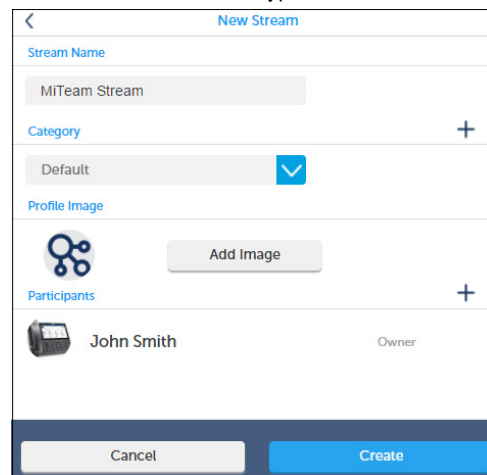 New Stream
Stream Name
MiTeam Stream
Category
Default
Profile Image
Add Image
Participants
John Smith Owner
Cancel Create